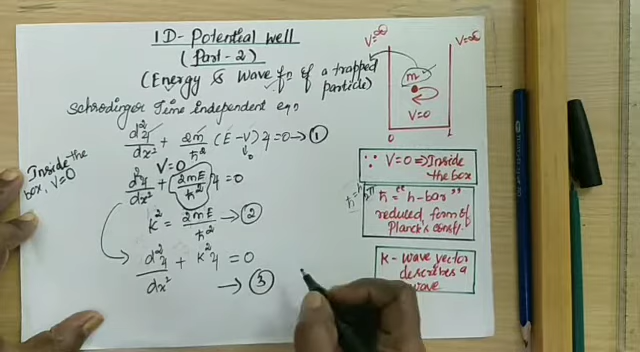 1D-Potential well
(Part-2)
(Energy & Wave fn of a trapped
particle)
Schrodinger Time independent eqn
d²ψ/dx² + 2m/ħ² (E-V)ψ=0 → ①
↓0
Inside the
box, V=0
V=0
d²ψ/dx² + (2mE/ħ²)ψ=0
k² = 2mE/ħ² → ②
d²ψ/dx² + k²ψ = 0
→ ③
V=∞
V=∞
m
V=0
0
L
∵ V=0 ⇒ Inside
the box
ħ = "h-bar"
reduced form of
Planck's const.
k - wave vector
describes a
wave